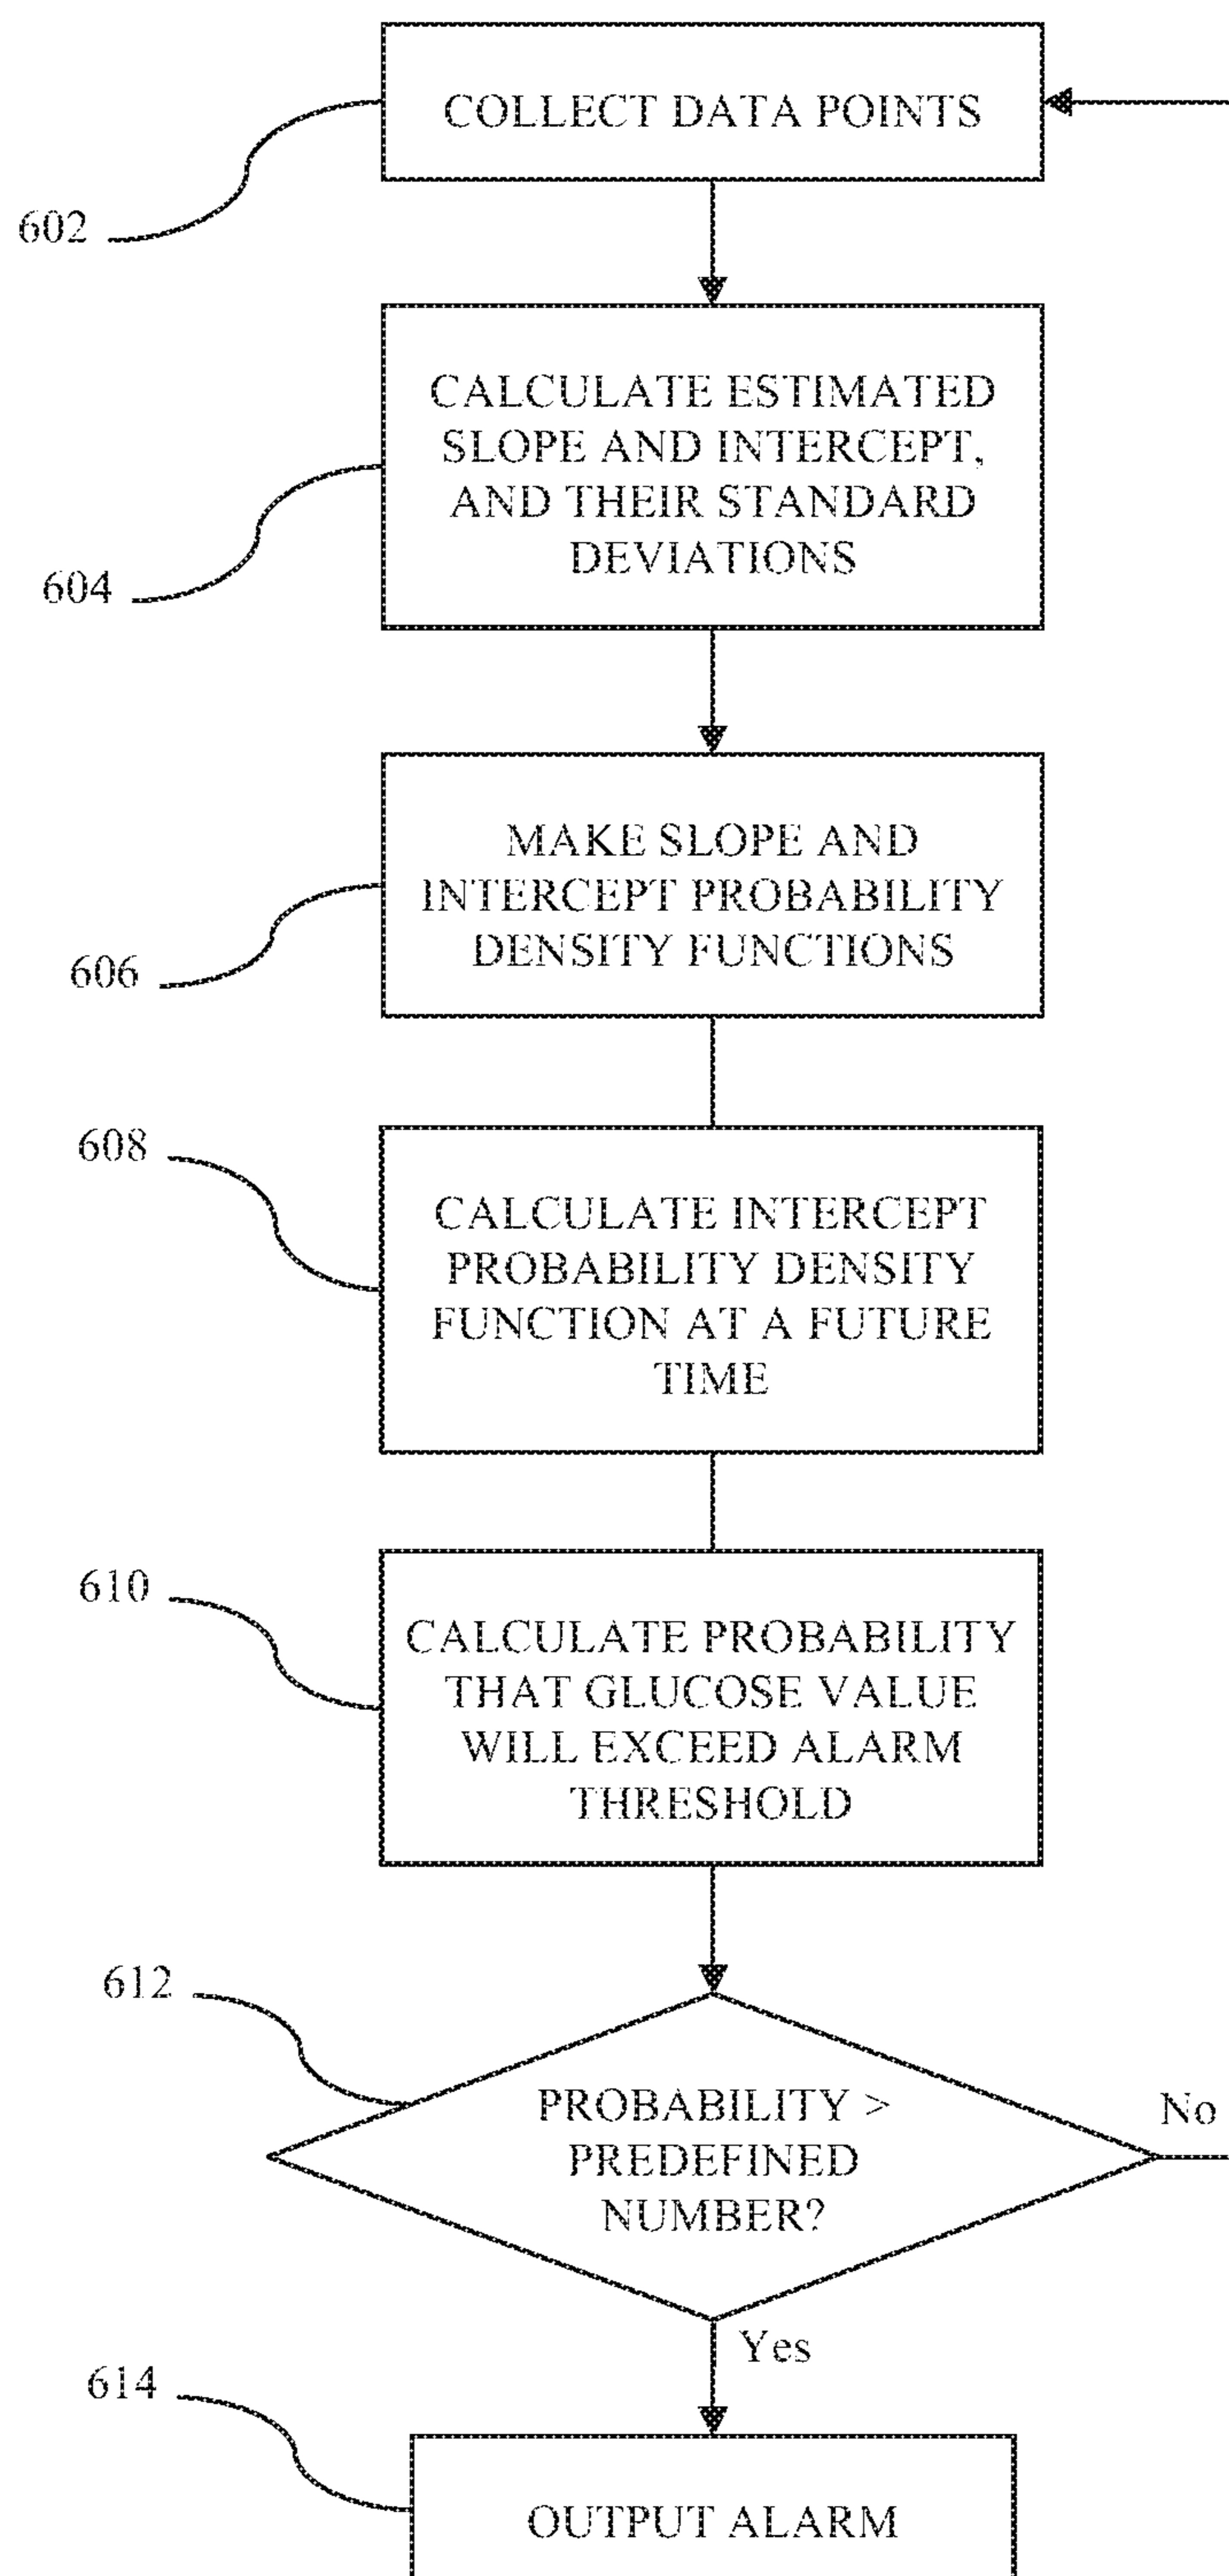 COLLECT DATA POINTS
602
CALCULATE ESTIMATED
SLOPE AND INTERCEPT,
AND THEIR STANDARD
DEVIATIONS
604
MAKE SLOPE AND
INTERCEPT PROBABILITY
DENSITY FUNCTIONS
606
608
CALCULATE INTERCEPT
PROBABILITY DENSITY
FUNCTION AT A FUTURE
TIME
610
CALCULATE PROBABILITY
THAT GLUCOSE VALUE
WILL EXCEED ALARM
THRESHOLD
612
PROBABILITY >
PREDEFINED
NUMBER?
No
Yes
614
OUTPUT ALARM